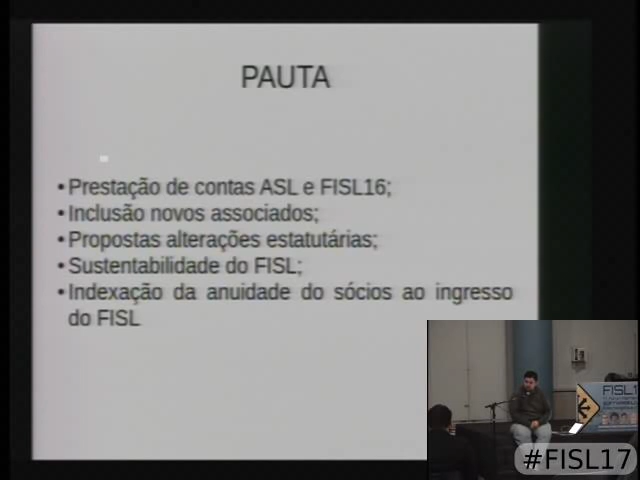 PAUTA
•Prestação de contas ASL e FISL16;
•Inclusão novos associados;
•Propostas alterações estatutárias;
•Sustentabilidade do FISL;
•Indexação da anuidade do sócios ao ingresso
do FISL
FISL1
#FISL17